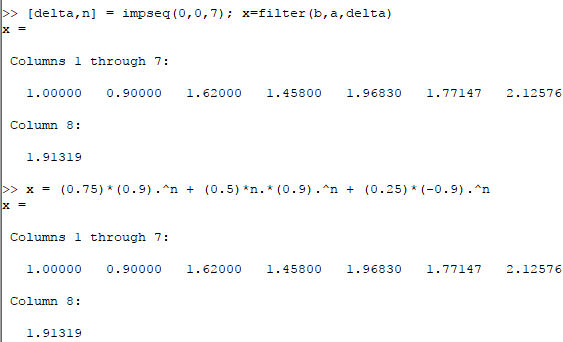 >> [delta,n] = impseq(0,0,7); x=filter(b,a,delta)
x =
Columns 1 through 7:
1.00000 0.90000 1.62000 1.45800 1.96830 1.77147 2.12576
Column 8:
1.91319
>> x = (0.75)*(0.9).^n + (0.5)*n.*(0.9).^n + (0.25)*(-0.9).^n
x =
Columns 1 through 7:
1.00000 0.90000 1.62000 1.45800 1.96830 1.77147 2.12576
Column 8:
1.91319